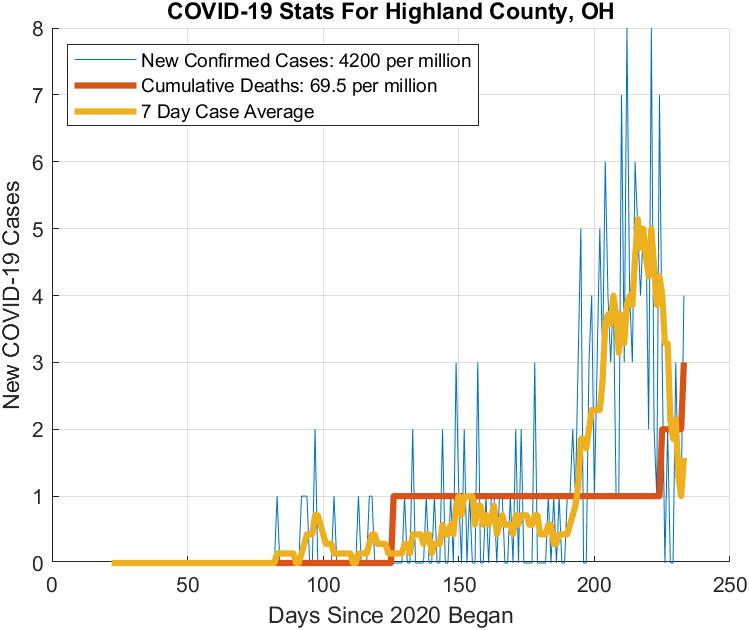 COVID-19 Stats For Highland County, OH
New Confirmed Cases: 4200 per million
Cumulative Deaths: 69.5 per million
7 Day Case Average
New COVID-19 Cases
8
7
6
5
4
3
2
1
0
0 50 100 150 200 250
Days Since 2020 Began